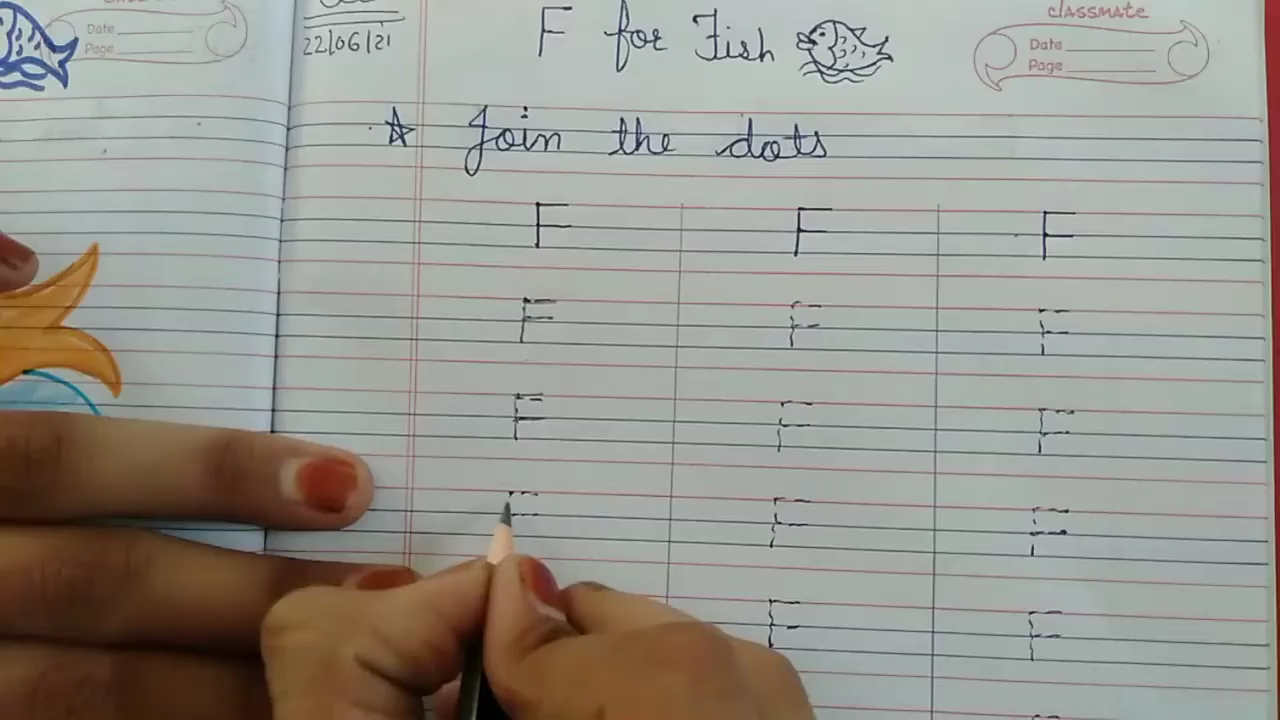 Date
Page
22/06/21
F for Fish
classmate
Date
Page
Join the dots
F F F
F F F
F F F
F F F
F F